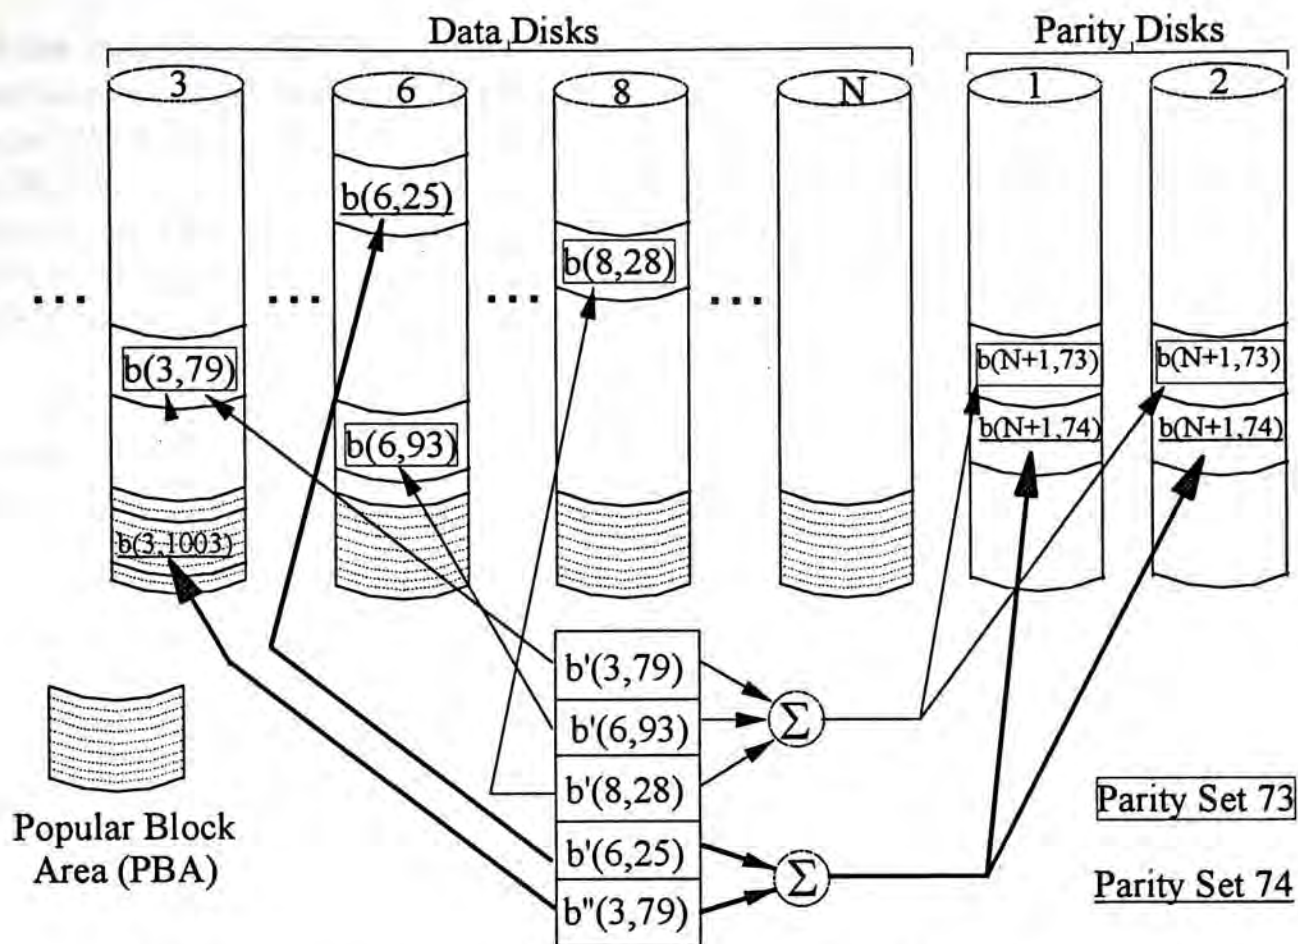 Data Disks
Parity Disks
3
6
8
N
1
2
b(6,25)
b(8,28)
...
...
...
...
b(3,79)
b(N+1,73)
b(N+1,73)
b(6,93)
b(N+1,74)
b(N+1,74)
b(3,1003)
b'(3,79)
b'(6,93)
b'(8,28)
b'(6,25)
b"(3,79)
Σ
Σ
Popular Block
Area (PBA)
Parity Set 73
Parity Set 74